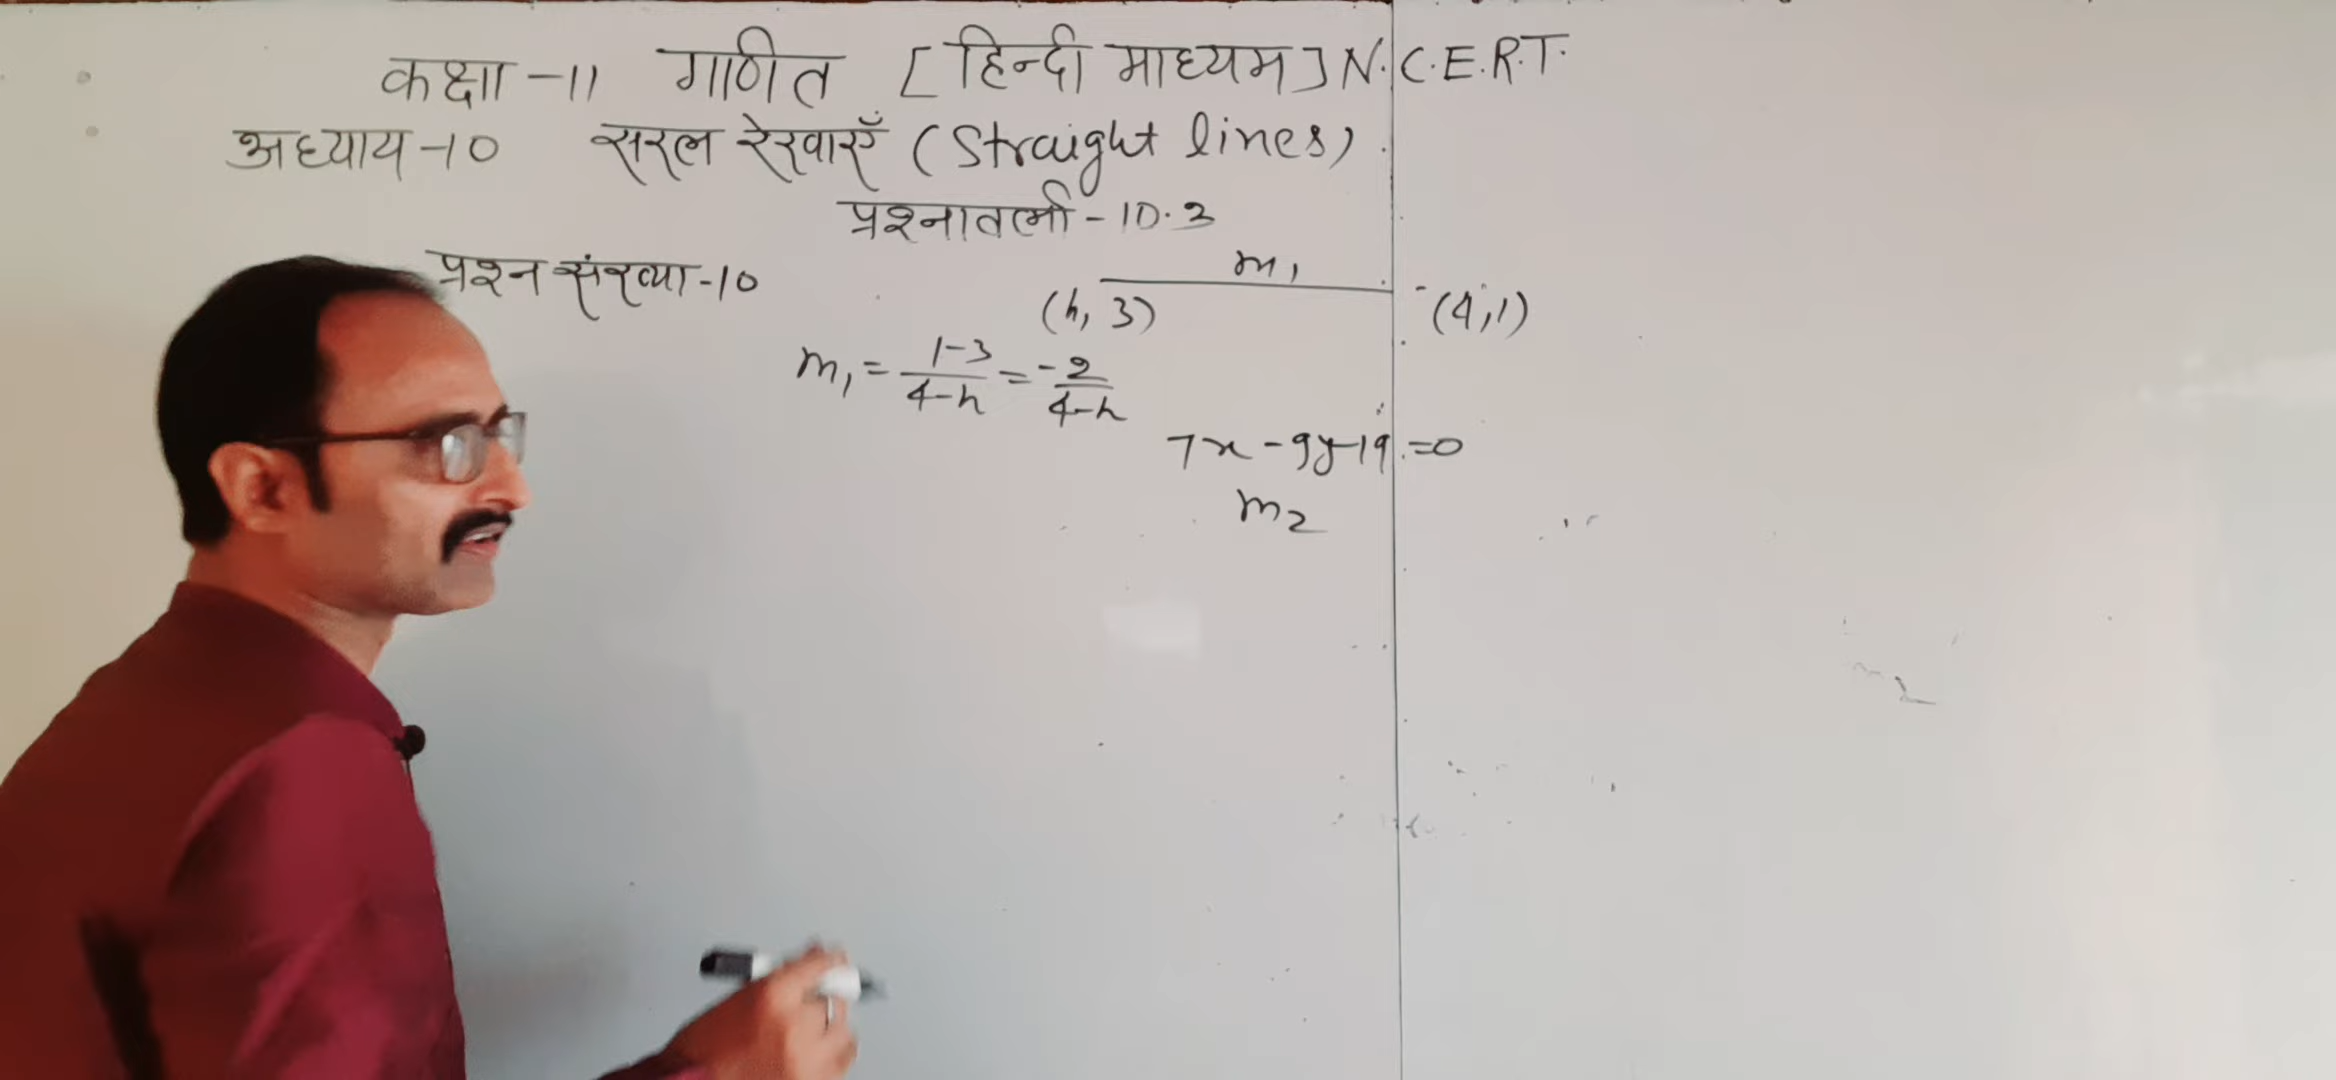 कक्षा -11 गणित [हिन्दी माध्यम] N.C.E.R.T.
अध्याय-10 सरल रेखाएँ (Straight lines)
प्रश्नावली-10.3
प्रश्न संख्या-10
m₁
(h, 3) (4,1)
m₁ = 1-3/4-h = -2/4-h
7x-9y-19=0
m₂